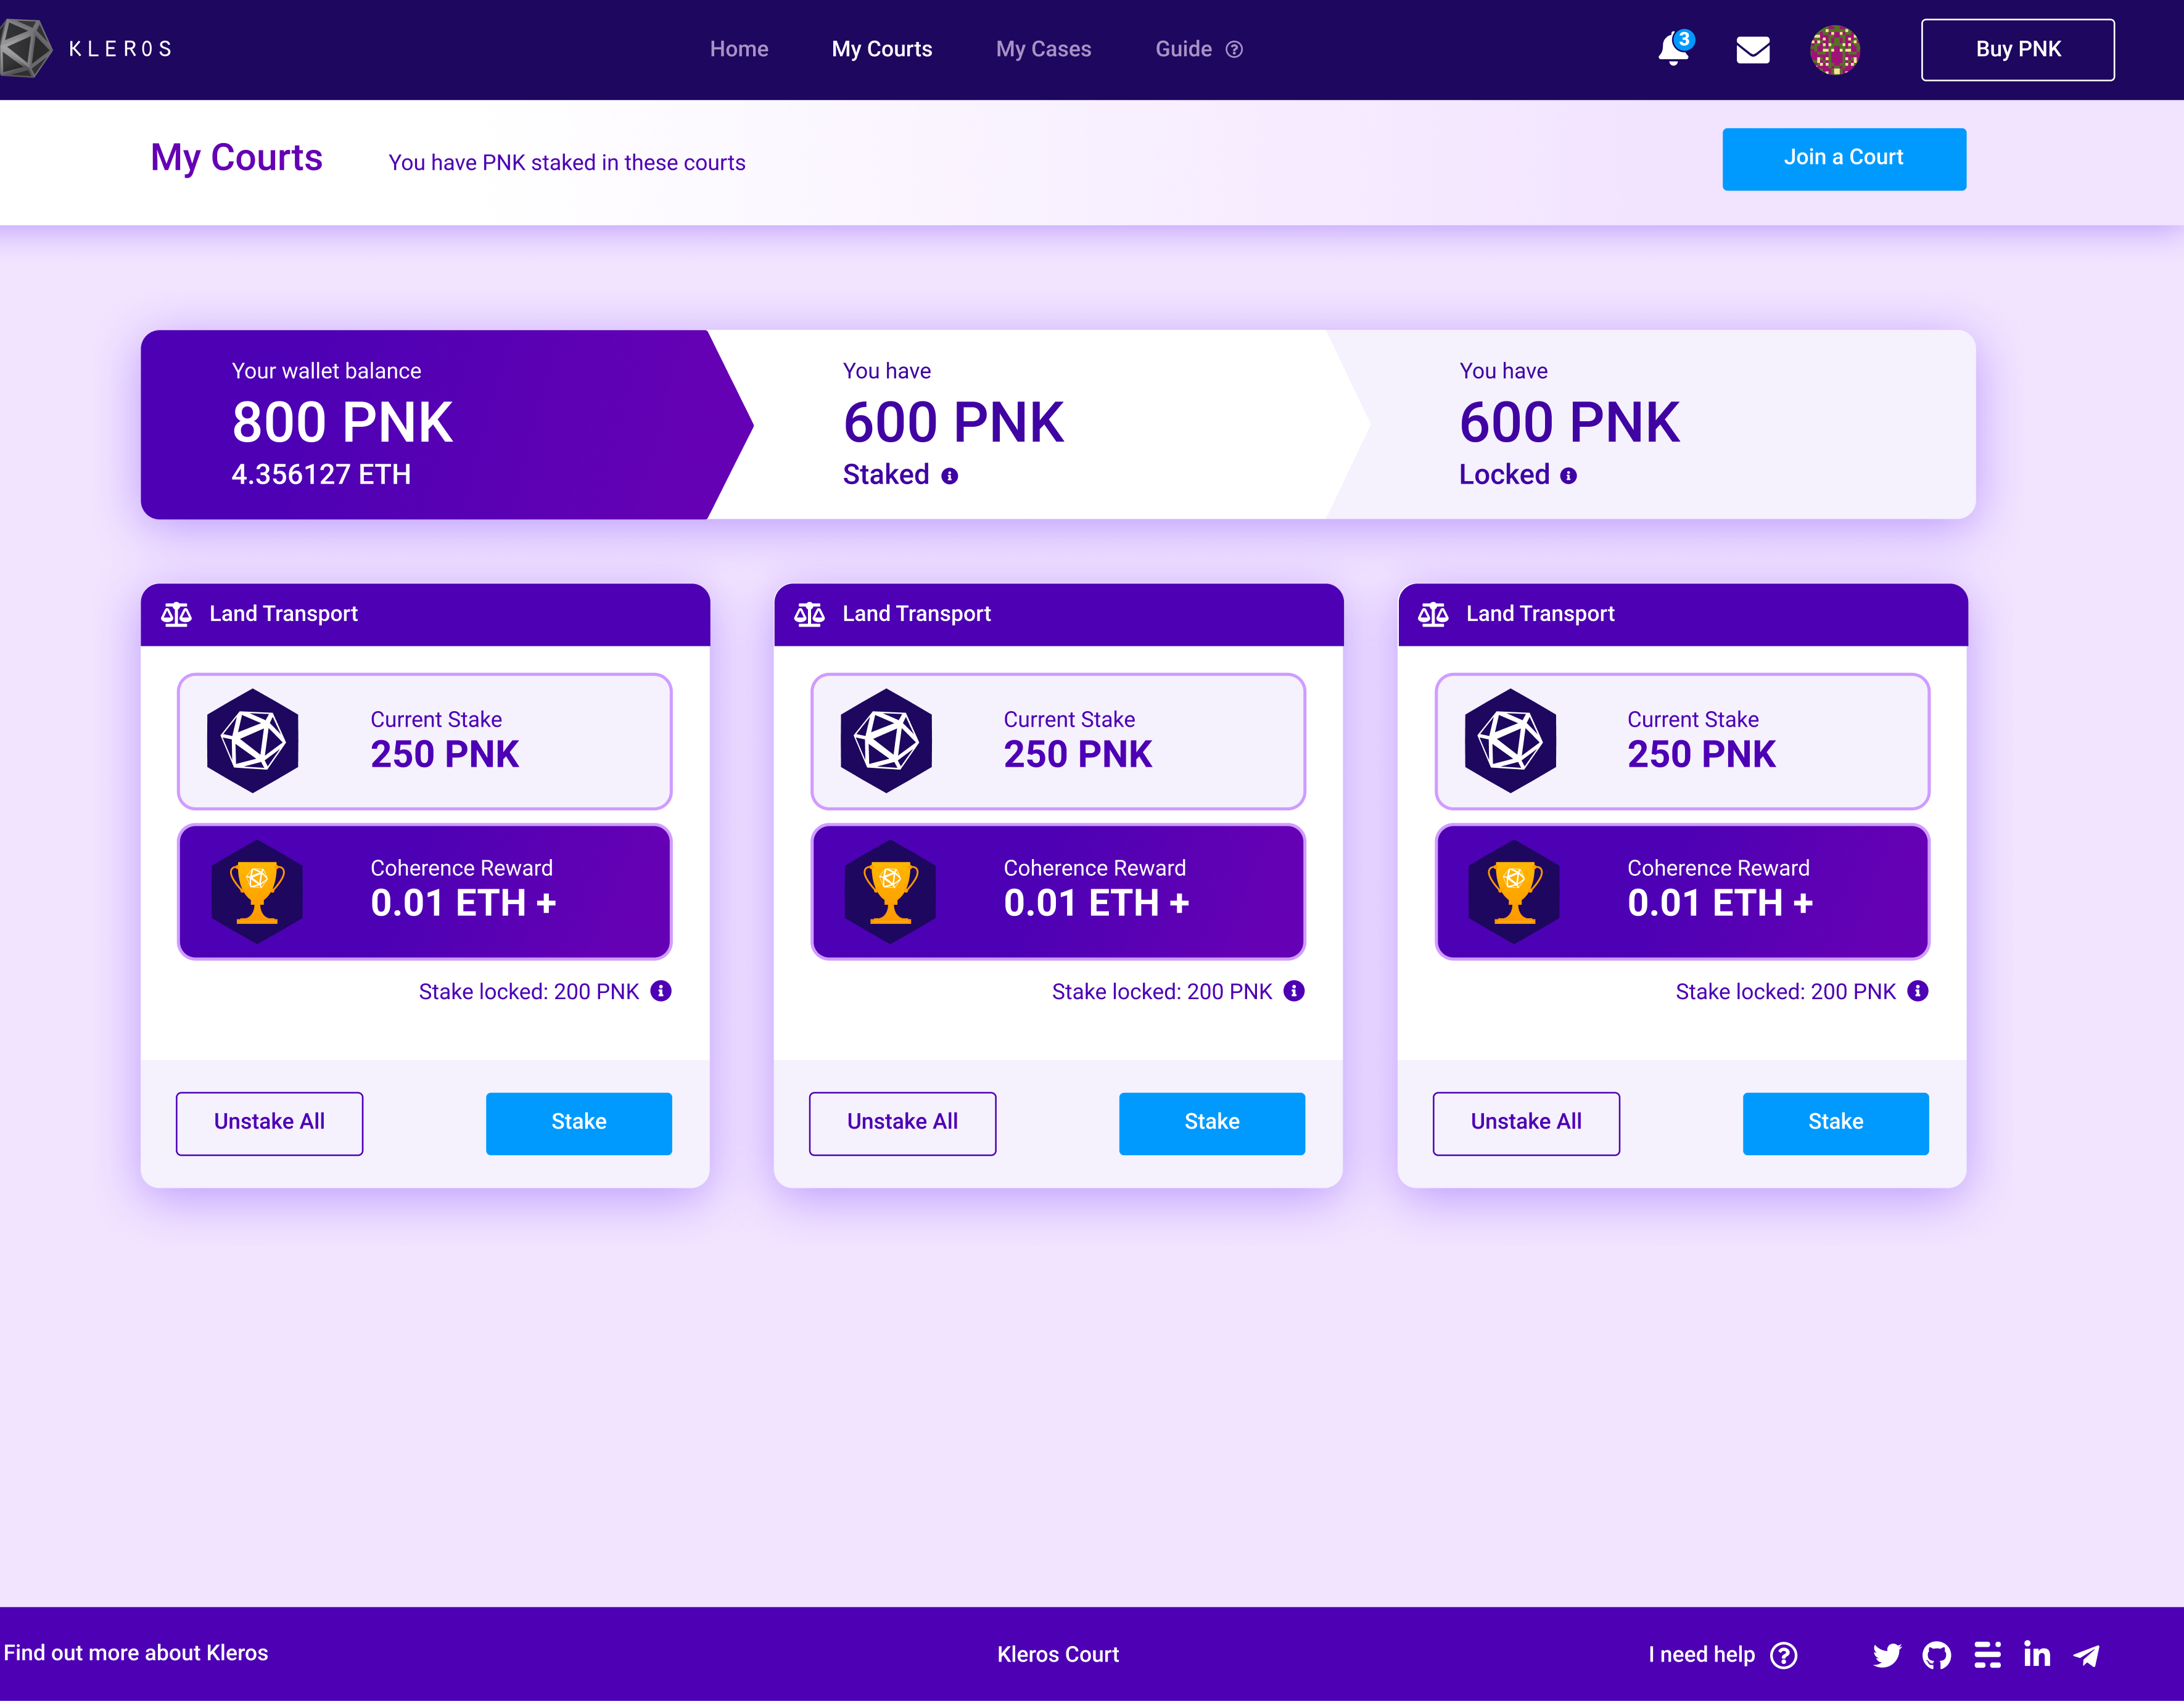 KLEROS
Home
My Courts
My Cases
Guide
3
Buy PNK
My Courts
You have PNK staked in these courts
Join a Court
Your wallet balance
800 PNK
4.356127 ETH
You have
600 PNK
Staked
You have
600 PNK
Locked
Land Transport
Current Stake
250 PNK
Coherence Reward
0.01 ETH +
Stake locked: 200 PNK
Unstake All
Stake
Land Transport
Current Stake
250 PNK
Coherence Reward
0.01 ETH +
Stake locked: 200 PNK
Unstake All
Stake
Land Transport
Current Stake
250 PNK
Coherence Reward
0.01 ETH +
Stake locked: 200 PNK
Unstake All
Stake
Find out more about Kleros
Kleros Court
I need help